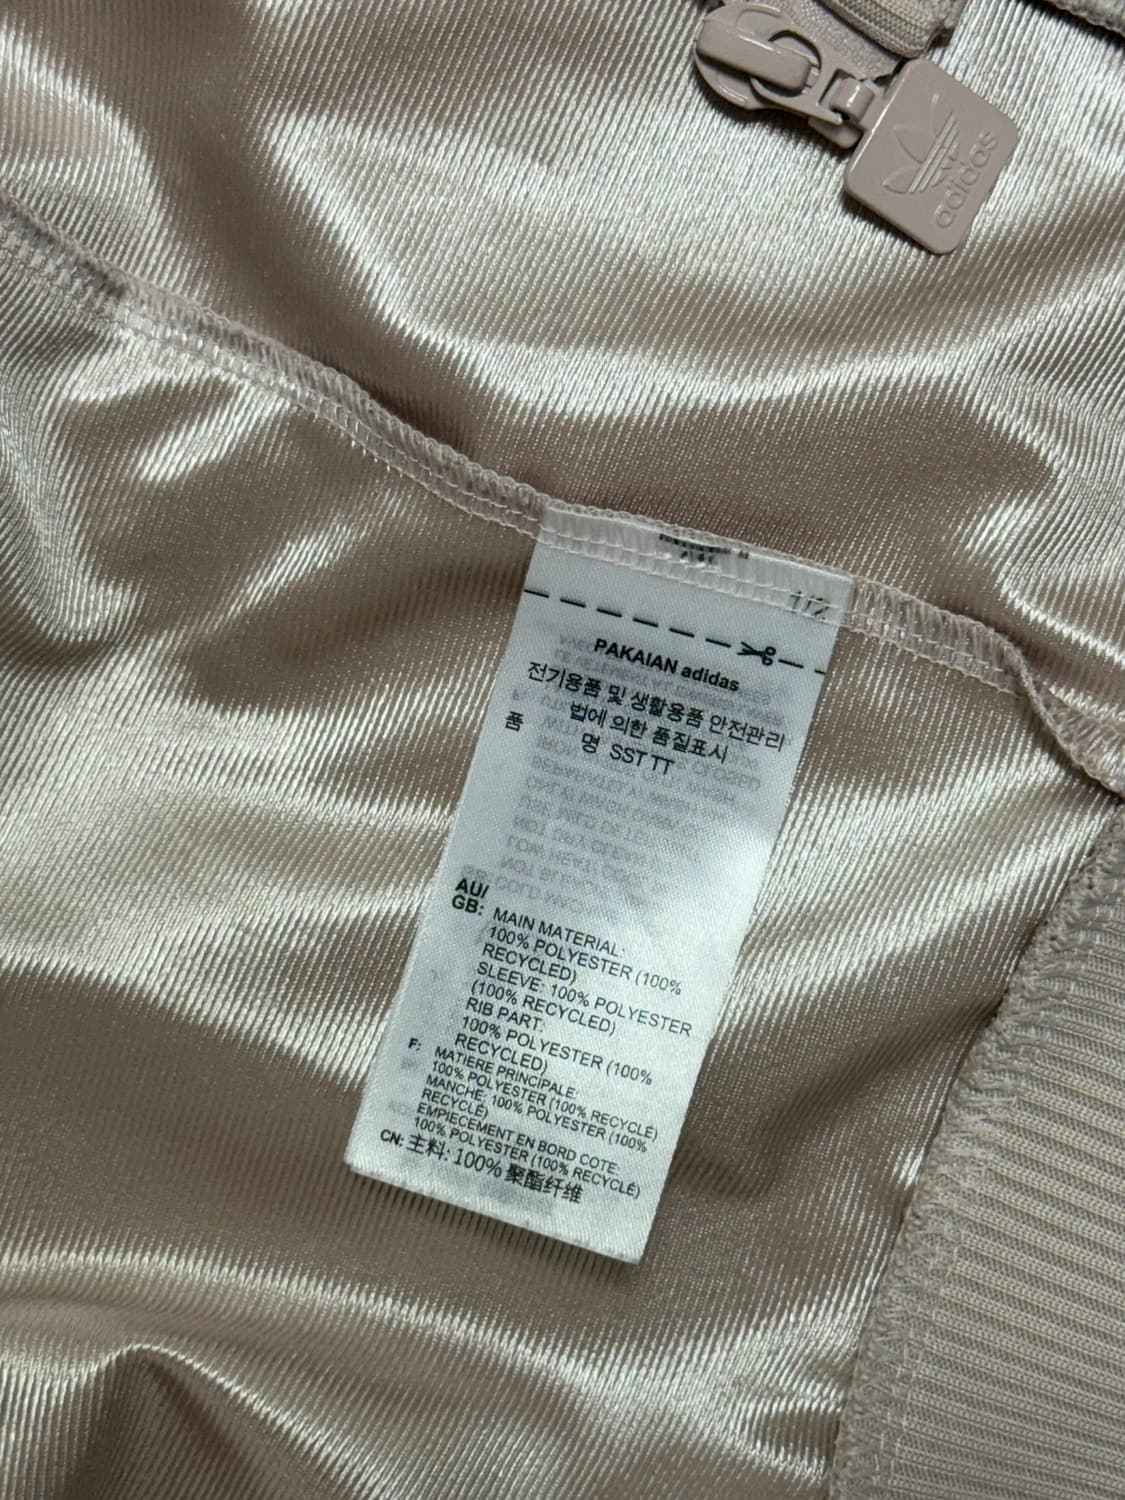 adidas
1/2
PAKAIAN adidas
전기용품 및 생활용품 안전관리
법에 의한 품질표시
품 명 SST TT
AU/
GB: MAIN MATERIAL:
100% POLYESTER (100%
RECYCLED)
SLEEVE: 100% POLYESTER
(100% RECYCLED)
RIB PART:
100% POLYESTER (100%
RECYCLED)
F: MATIERE PRINCIPALE:
100% POLYESTER (100% RECYCLÉ)
MANCHE: 100% POLYESTER (100%
RECYCLÉ)
EMPIECEMENT EN BORD COTE:
100% POLYESTER (100% RECYCLÉ)
CN: 主料: 100% 聚酯纤维